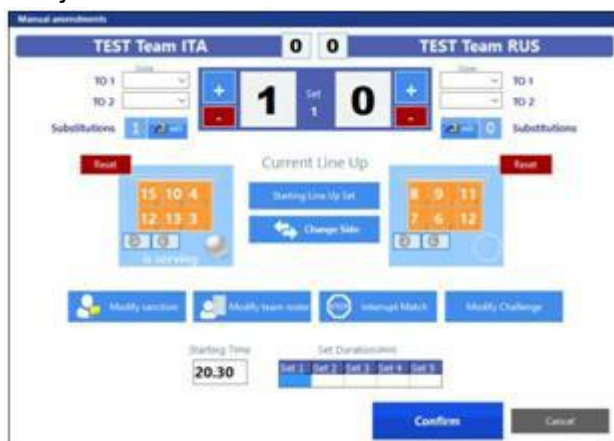 Manual amendments
TEST Team ITA 0 0 TEST Team RUS
TO 1 TO 1
TO 2 TO 2
+ 1 Set 1 0 +
- -
Substitutions 1 0 Substitutions
Reset Current Line Up Reset
15 10 4 Starting Line Up Set 8 9 11
12 13 3 Change Side 7 6 12
is serving
Modify sanction Modify team roster Interrupt Match Modify Challenge
Starting Time Set Duration(min)
20.30 Set 1 Set 2 Set 3 Set 4 Set 5
Confirm Cancel